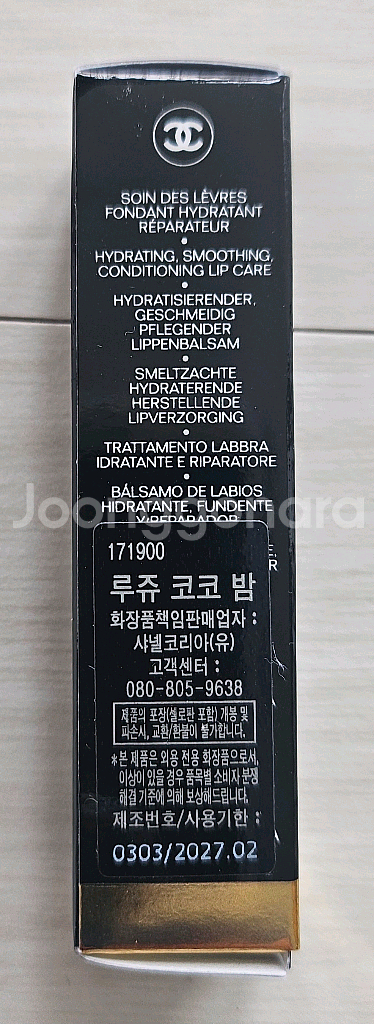 SOIN DES LÈVRES
FONDANT HYDRATANT
RÉPARATEUR
•
HYDRATING, SMOOTHING,
CONDITIONING LIP CARE
•
HYDRATISIERENDER,
GESCHMEIDIG
PFLEGENDER
LIPPENBALSAM
•
SMELTZACHTE
HYDRATERENDE
HERSTELLENDE
LIPVERZORGING
•
TRATTAMENTO LABBRA
IDRATANTE E RIPARATORE
•
BÁLSAMO DE LABIOS
HIDRATANTE, FUNDENTE
Y REPARADOR
Joonggonara
171900
루쥬 코코 밤
화장품책임판매업자 :
샤넬코리아(유)
고객센터 :
080-805-9638
제품의 포장(셀로판 포함) 개봉 및
파손시, 교환/환불이 불가합니다.
*본 제품은 외용 전용 화장품으로서,
이상이 있을 경우 품목별 소비자 분쟁
해결 기준에 의해 보상해드립니다.
제조번호/사용기한 :
0303/2027.02